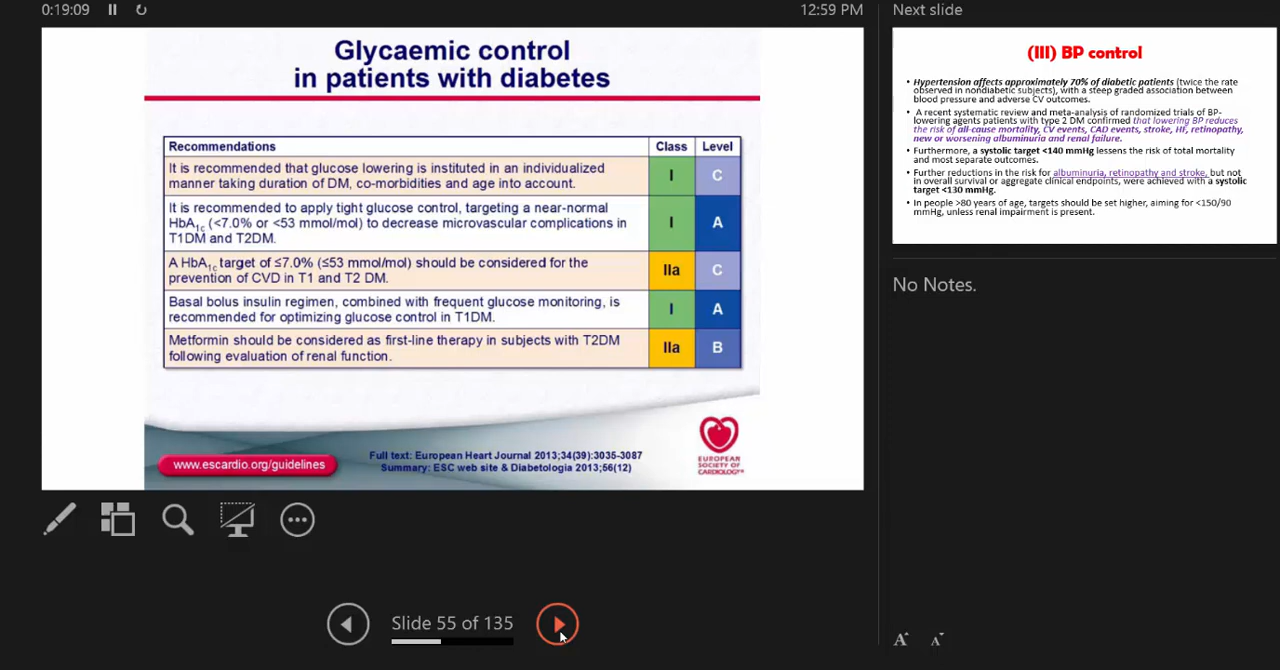 0:19:09
12:59 PM
Next slide
Glycaemic control
in patients with diabetes
Recommendations Class Level
It is recommended that glucose lowering is instituted in an individualized
manner taking duration of DM, co-morbidities and age into account.
I C
It is recommended to apply tight glucose control, targeting a near-normal
HbA1c (<7.0% or <53 mmol/mol) to decrease microvascular complications in
T1DM and T2DM.
I A
A HbA1c target of ≤7.0% (≤53 mmol/mol) should be considered for the
prevention of CVD in T1 and T2 DM.
IIa C
Basal bolus insulin regimen, combined with frequent glucose monitoring, is
recommended for optimizing glucose control in T1DM.
I A
Metformin should be considered as first-line therapy in subjects with T2DM
following evaluation of renal function.
IIa B
www.escardio.org/guidelines
Full text: European Heart Journal 2013;34(39):3035-3087
Summary: ESC web site & Diabetologia 2013;56(12)
EUROPEAN
SOCIETY OF
CARDIOLOGY®
(III) BP control
• Hypertension affects approximately 70% of diabetic patients (twice the rate
observed in nondiabetic subjects), with a steep graded association between
blood pressure and adverse CV outcomes.
• A recent systematic review and meta-analysis of randomized trials of BP-
lowering agents patients with type 2 DM confirmed that lowering BP reduces
the risk of all-cause mortality, CV events, CAD events, stroke, HF, retinopathy,
new or worsening albuminuria and renal failure.
• Furthermore, a systolic target <140 mmHg lessens the risk of total mortality
and most separate outcomes.
• Further reductions in the risk for albuminuria, retinopathy and stroke, but not
in overall survival or aggregate clinical endpoints, were achieved with a systolic
target <130 mmHg.
• In people >80 years of age, targets should be set higher, aiming for <150/90
mmHg, unless renal impairment is present.
No Notes.
Slide 55 of 135
A A